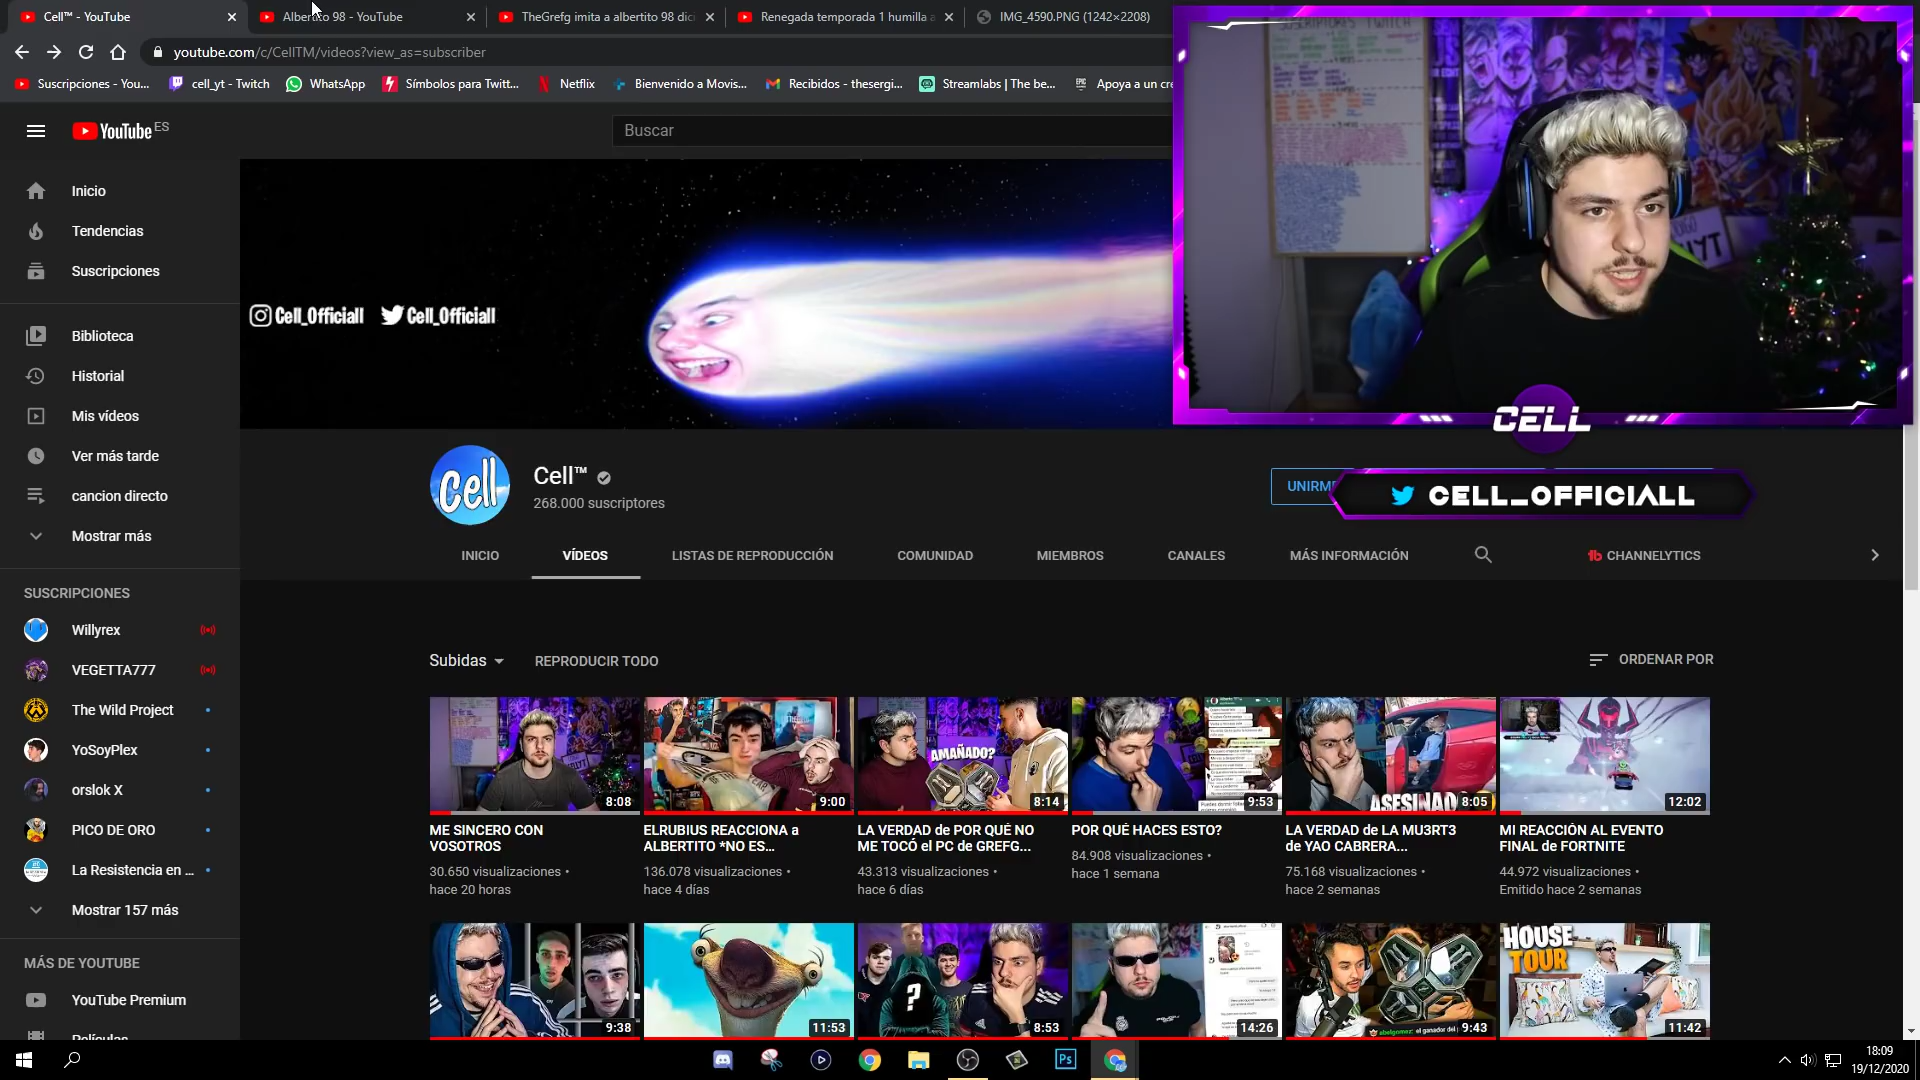 Cell™ - YouTube
Albertito 98 - YouTube
TheGrefg imita a albertito 98 dic
Renegada temporada 1 humilla a
IMG_4590.PNG (1242×2208)
youtube.com/c/CellTM/videos?view_as=subscriber
Suscripciones - You...
cell_yt - Twitch
WhatsApp
Símbolos para Twitt...
Netflix
Bienvenido a Movis...
Recibidos - thesergi...
Streamlabs | The be...
EPIC
Apoya a un cre
YouTube ES
Buscar
Inicio
Tendencias
Suscripciones
Biblioteca
Historial
Mis vídeos
Ver más tarde
cancion directo
Mostrar más
SUSCRIPCIONES
Willyrex
VEGETTA777
The Wild Project
YoSoyPlex
orslok X
PICO DE ORO
La Resistencia en ...
Mostrar 157 más
MÁS DE YOUTUBE
YouTube Premium
Películas
Cell_Officiall
Cell_Officiall
CELL
CELL_OFFICIALL
Cell
Cell™
268.000 suscriptores
UNIRME
INICIO
VÍDEOS
LISTAS DE REPRODUCCIÓN
COMUNIDAD
MIEMBROS
CANALES
MÁS INFORMACIÓN
CHANNELYTICS
Subidas
REPRODUCIR TODO
ORDENAR POR
8:08
ME SINCERO CON
VOSOTROS
30.650 visualizaciones •
hace 20 horas
9:00
ELRUBIUS REACCIONA a
ALBERTITO *NO ES...
136.078 visualizaciones •
hace 4 días
AMAÑADO?
8:14
LA VERDAD de POR QUÉ NO
ME TOCÓ el PC de GREFG...
43.313 visualizaciones •
hace 6 días
9:53
POR QUÉ HACES ESTO?
84.908 visualizaciones •
hace 1 semana
ASESINADO
8:05
LA VERDAD de LA MU3RT3
de YAO CABRERA...
75.168 visualizaciones •
hace 2 semanas
12:02
MI REACCIÓN AL EVENTO
FINAL de FORTNITE
44.972 visualizaciones •
Emitido hace 2 semanas
9:38
11:53
?
8:53
14:26
abelgomez: el ganador del
9:43
HOUSE
TOUR
11:42
Ps
18:09
19/12/2020